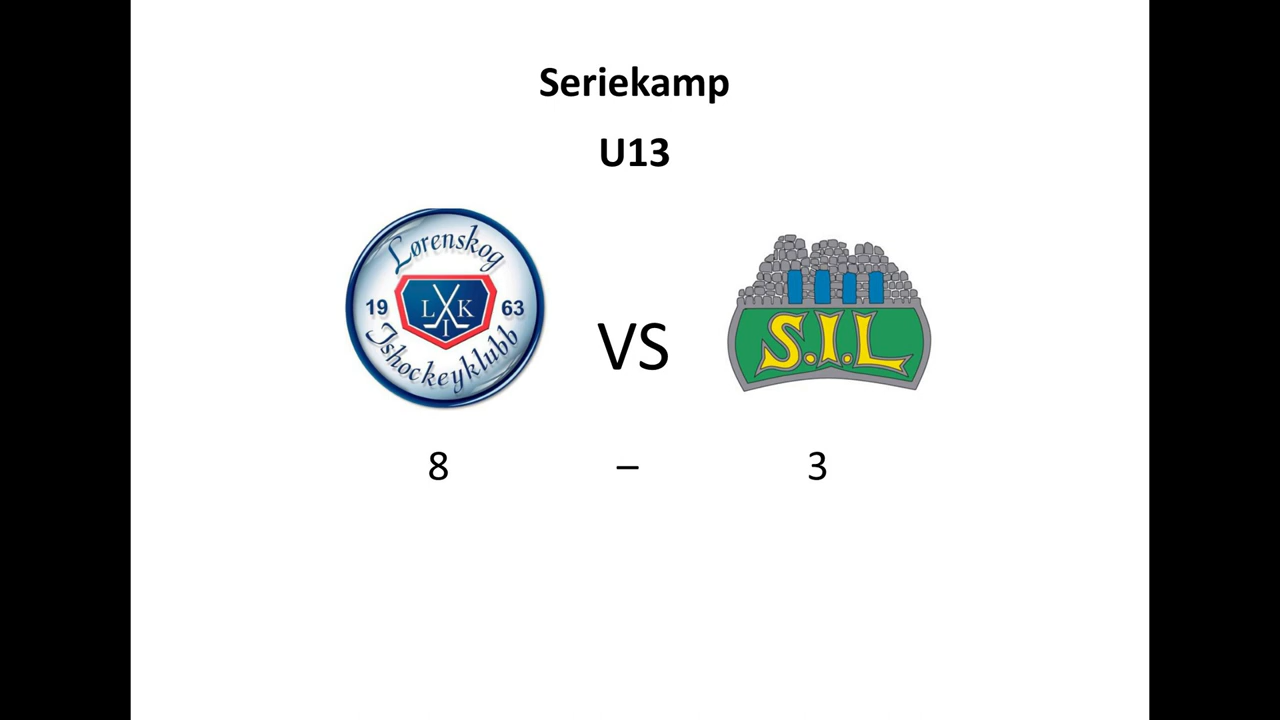 Seriekamp
U13
Lørenskog
19 63
LIK
Ishockeyklubb
VS
S.I.L
8 – 3